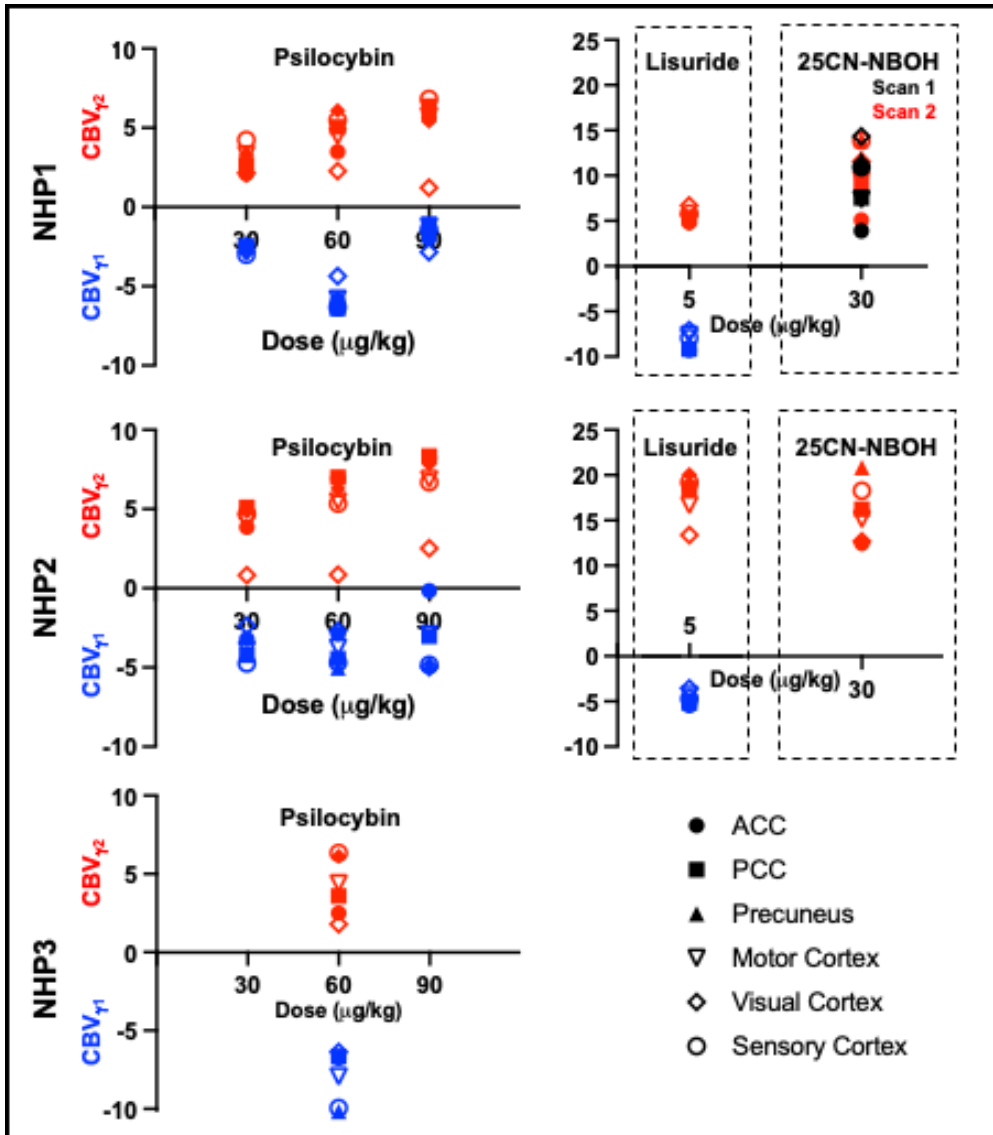 NHP1
CBVγ2
CBVγ1
Psilocybin
10
5
0
-5
-10
30
60
90
Dose (μg/kg)
Lisuride
25CN-NBOH
Scan 1
Scan 2
25
20
15
10
5
0
-5
-10
5
30
Dose (μg/kg)
NHP2
CBVγ2
CBVγ1
Psilocybin
10
5
0
-5
-10
30
60
90
Dose (μg/kg)
Lisuride
25CN-NBOH
25
20
15
10
5
0
-5
-10
5
30
Dose (μg/kg)
NHP3
CBVγ2
CBVγ1
Psilocybin
10
5
0
-5
-10
30
60
90
Dose (μg/kg)
ACC
PCC
Precuneus
Motor Cortex
Visual Cortex
Sensory Cortex